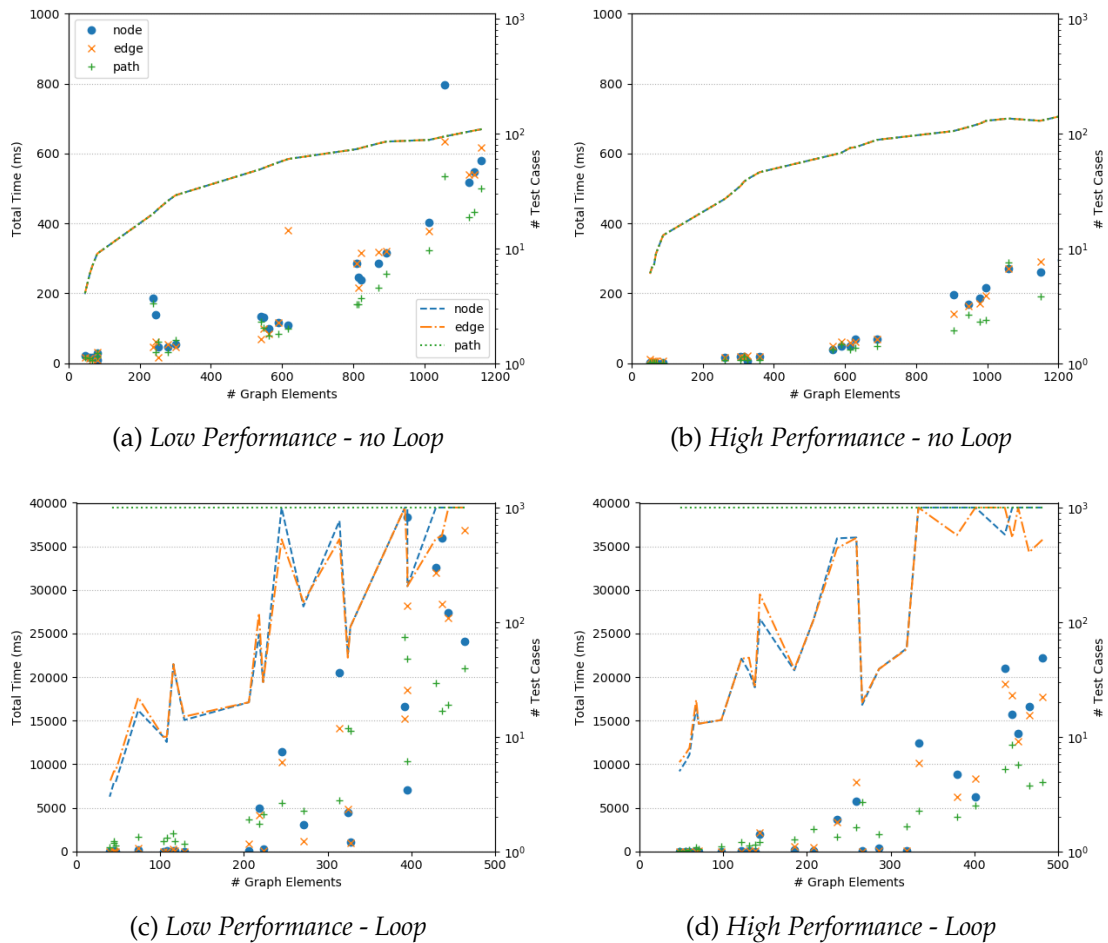 1000
800
600
400
200
0
Total Time (ms)
0 200 400 600 800 1000 1200
# Graph Elements
10^3
10^2
10^1
10^0
# Test Cases
node
edge
path
node
edge
path
(a) Low Performance - no Loop
1000
800
600
400
200
0
Total Time (ms)
0 200 400 600 800 1000 1200
# Graph Elements
10^3
10^2
10^1
10^0
# Test Cases
(b) High Performance - no Loop
40000
35000
30000
25000
20000
15000
10000
5000
0
Total Time (ms)
0 100 200 300 400 500
# Graph Elements
10^3
10^2
10^1
10^0
# Test Cases
(c) Low Performance - Loop
40000
35000
30000
25000
20000
15000
10000
5000
0
Total Time (ms)
0 100 200 300 400 500
# Graph Elements
10^3
10^2
10^1
10^0
# Test Cases
(d) High Performance - Loop